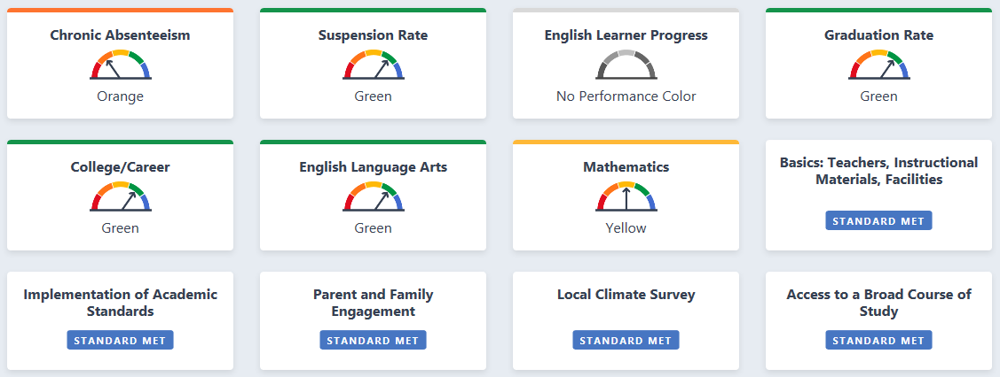 Chronic Absenteeism
Orange
Suspension Rate
Green
English Learner Progress
No Performance Color
Graduation Rate
Green
College/Career
Green
English Language Arts
Green
Mathematics
Yellow
Basics: Teachers, Instructional
Materials, Facilities
STANDARD MET
Implementation of Academic
Standards
STANDARD MET
Parent and Family
Engagement
STANDARD MET
Local Climate Survey
STANDARD MET
Access to a Broad Course of
Study
STANDARD MET